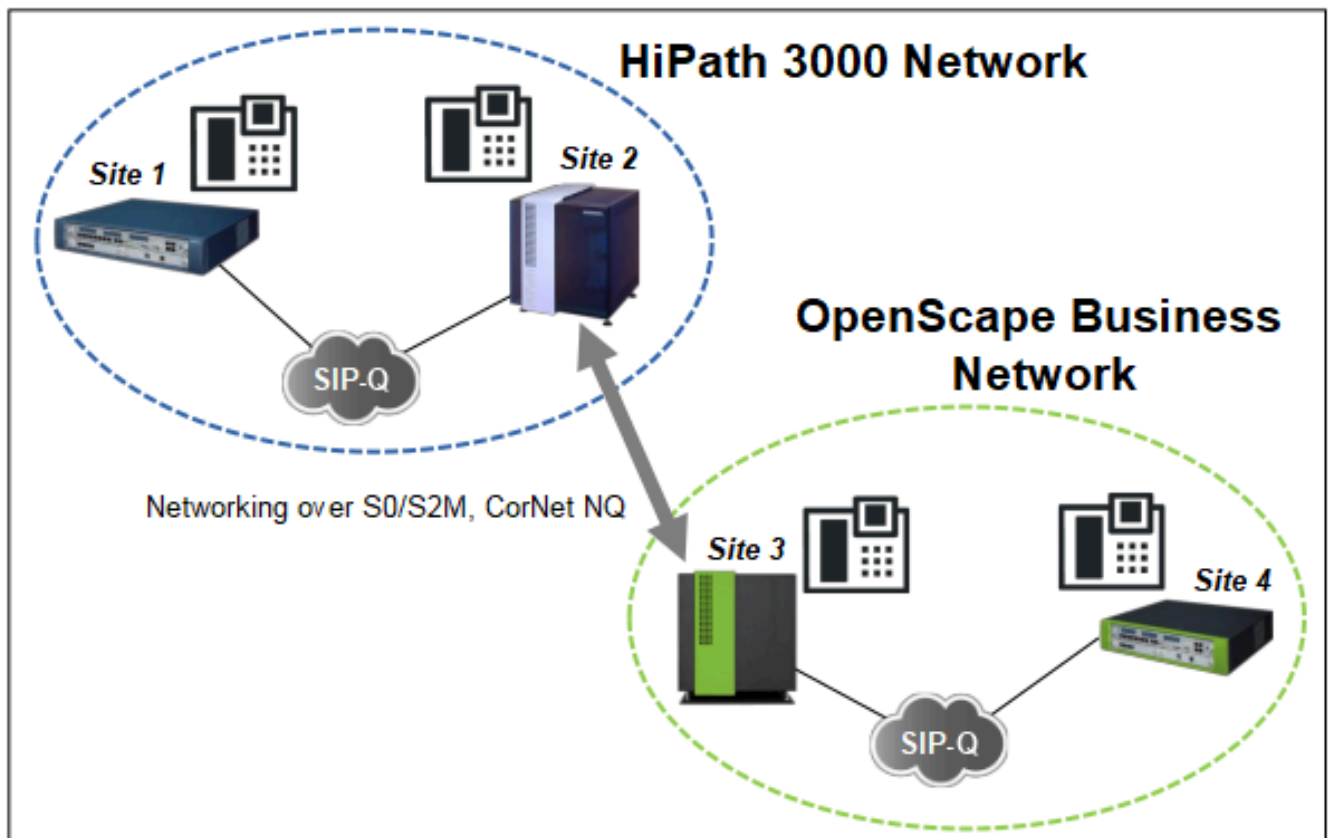 HiPath 3000 Network
Site 1
Site 2
SIP-Q
OpenScape Business
Network
Networking over S0/S2M, CorNet NQ
Site 3
Site 4
SIP-Q